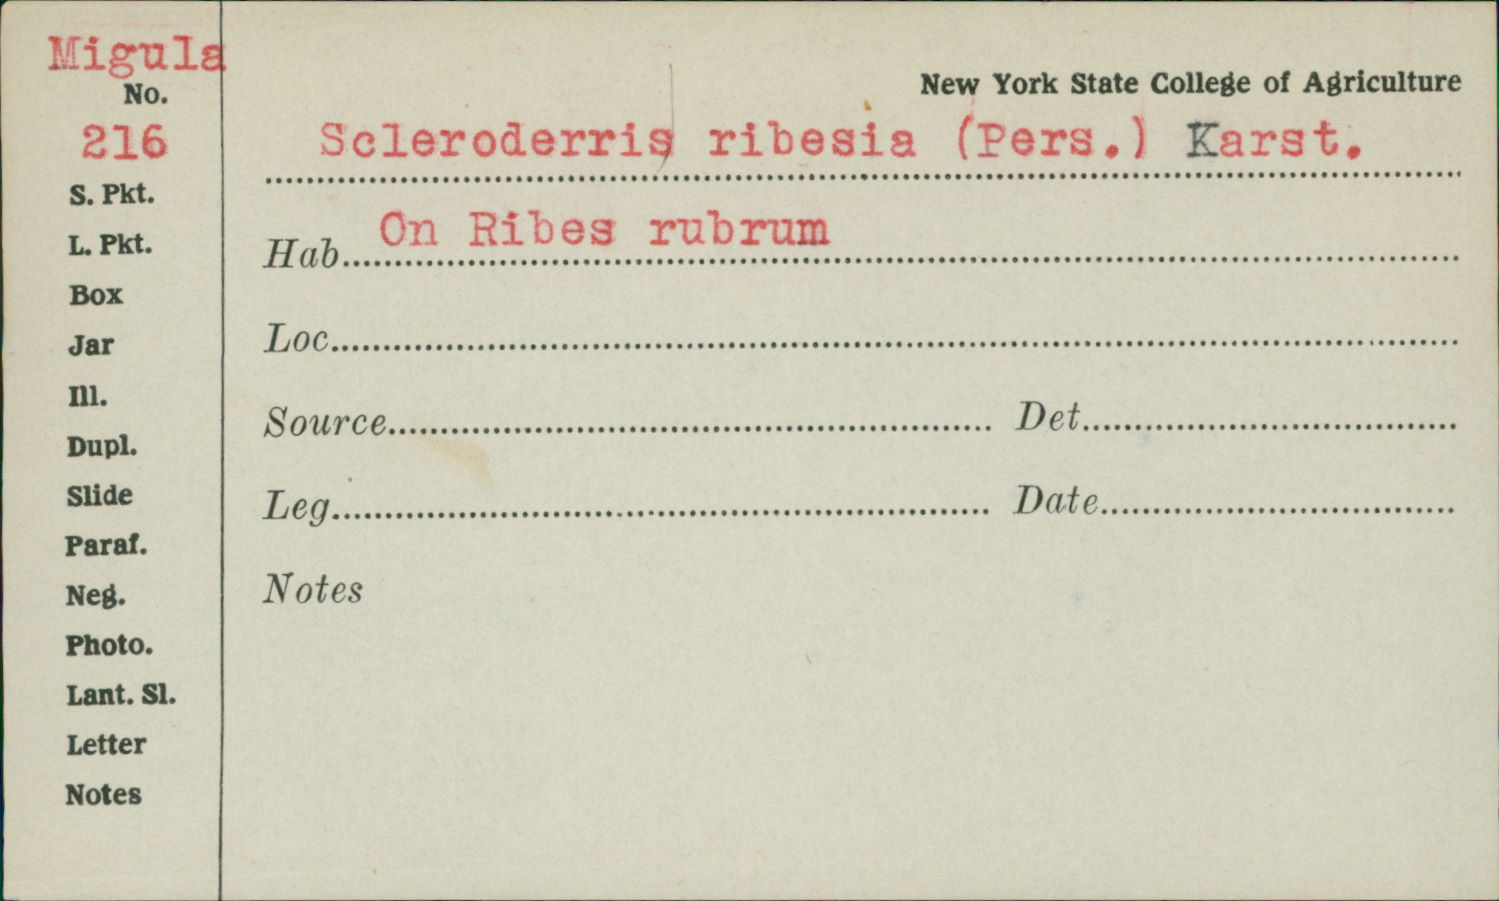 Migula
No.
216
S. Pkt.
L. Pkt.
Box
Jar
Ill.
Dupl.
Slide
Paraf.
Neg.
Photo.
Lant. Sl.
Letter
Notes
New York State College of Agriculture
Scleroderris ribesia (Pers.) Karst.
Hab. On Ribes rubrum
Loc.
Source Det.
Leg. Date
Notes